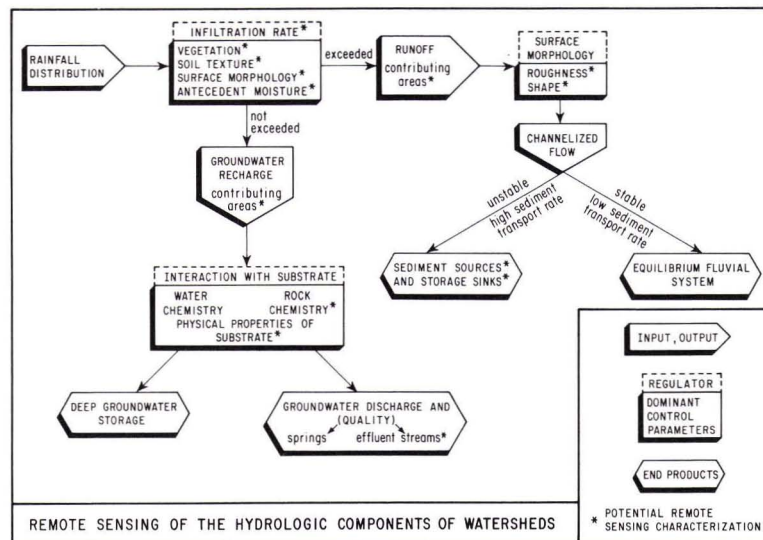 RAINFALL
DISTRIBUTION
INFILTRATION RATE*
VEGETATION*
SOIL TEXTURE*
SURFACE MORPHOLOGY*
ANTECEDENT MOISTURE*
exceeded
RUNOFF
contributing
areas*
SURFACE
MORPHOLOGY
ROUGHNESS*
SHAPE*
not
exceeded
GROUNDWATER
RECHARGE
contributing
areas*
CHANNELIZED
FLOW
unstable
high sediment
transport rate
stable
low sediment
transport rate
SEDIMENT SOURCES*
AND STORAGE SINKS*
EQUILIBRIUM FLUVIAL
SYSTEM
INTERACTION WITH SUBSTRATE
WATER
CHEMISTRY
ROCK
CHEMISTRY*
PHYSICAL PROPERTIES OF
SUBSTRATE*
DEEP GROUNDWATER
STORAGE
GROUNDWATER DISCHARGE AND
(QUALITY)
springs effluent streams*
INPUT, OUTPUT
REGULATOR
DOMINANT
CONTROL
PARAMETERS
END PRODUCTS
* POTENTIAL REMOTE
SENSING CHARACTERIZATION
REMOTE SENSING OF THE HYDROLOGIC COMPONENTS OF WATERSHEDS